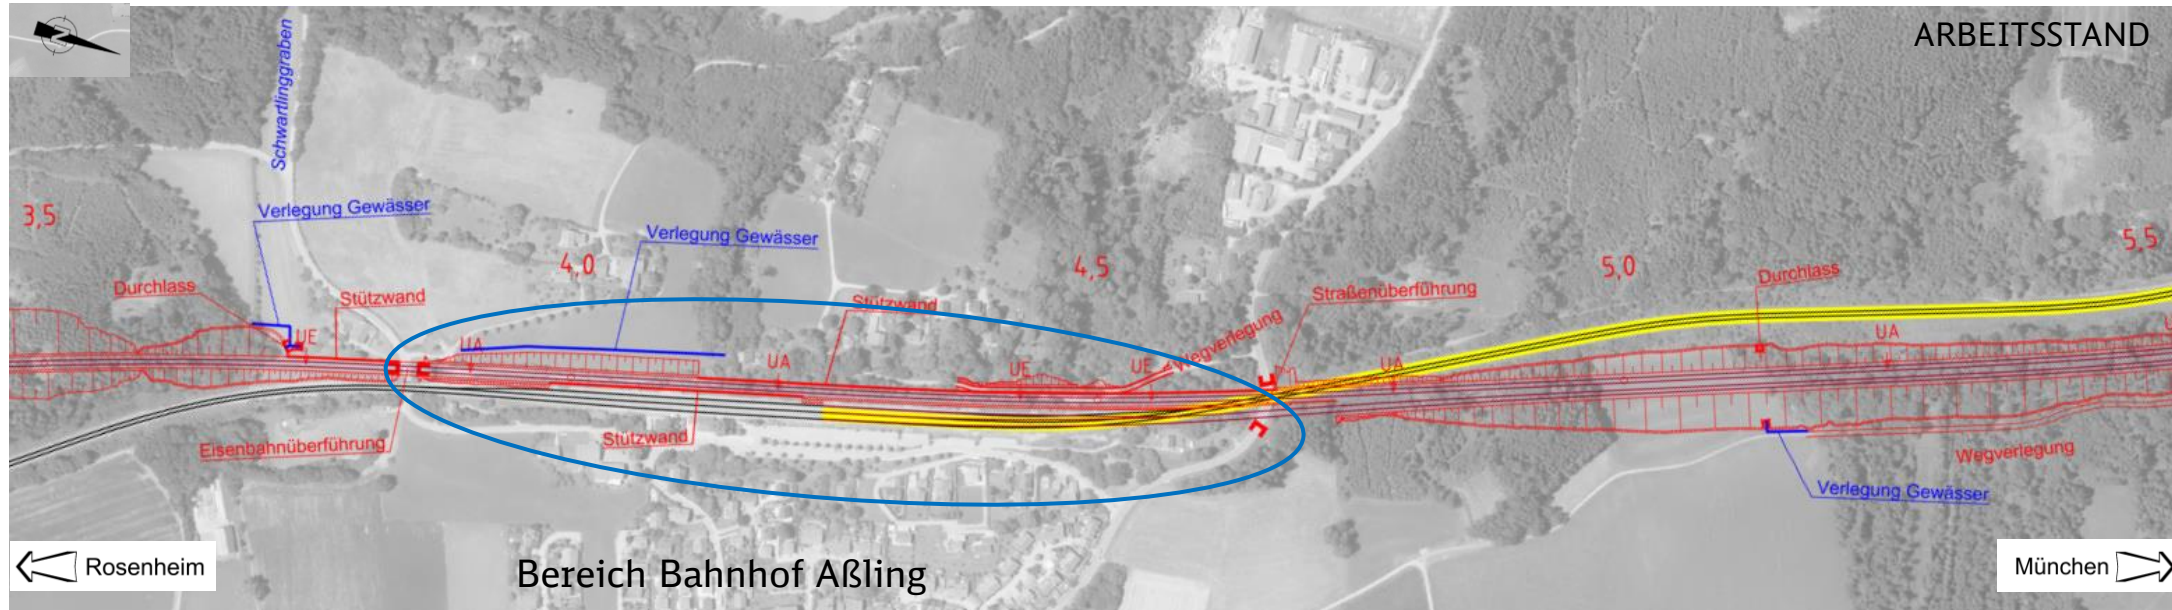 N
ARBEITSSTAND
Schwartlinggraben
3,5
Verlegung Gewässer
Verlegung Gewässer
4,0
4,5
5,0
5,5
Durchlass
Stützwand
Stützwand
Straßenüberführung
Durchlass
UE
UA
UA
UE
UE
Wegverlegung
UA
UA
Eisenbahnüberführung
Stützwand
Wegverlegung
Verlegung Gewässer
Rosenheim
Bereich Bahnhof Aßling
München